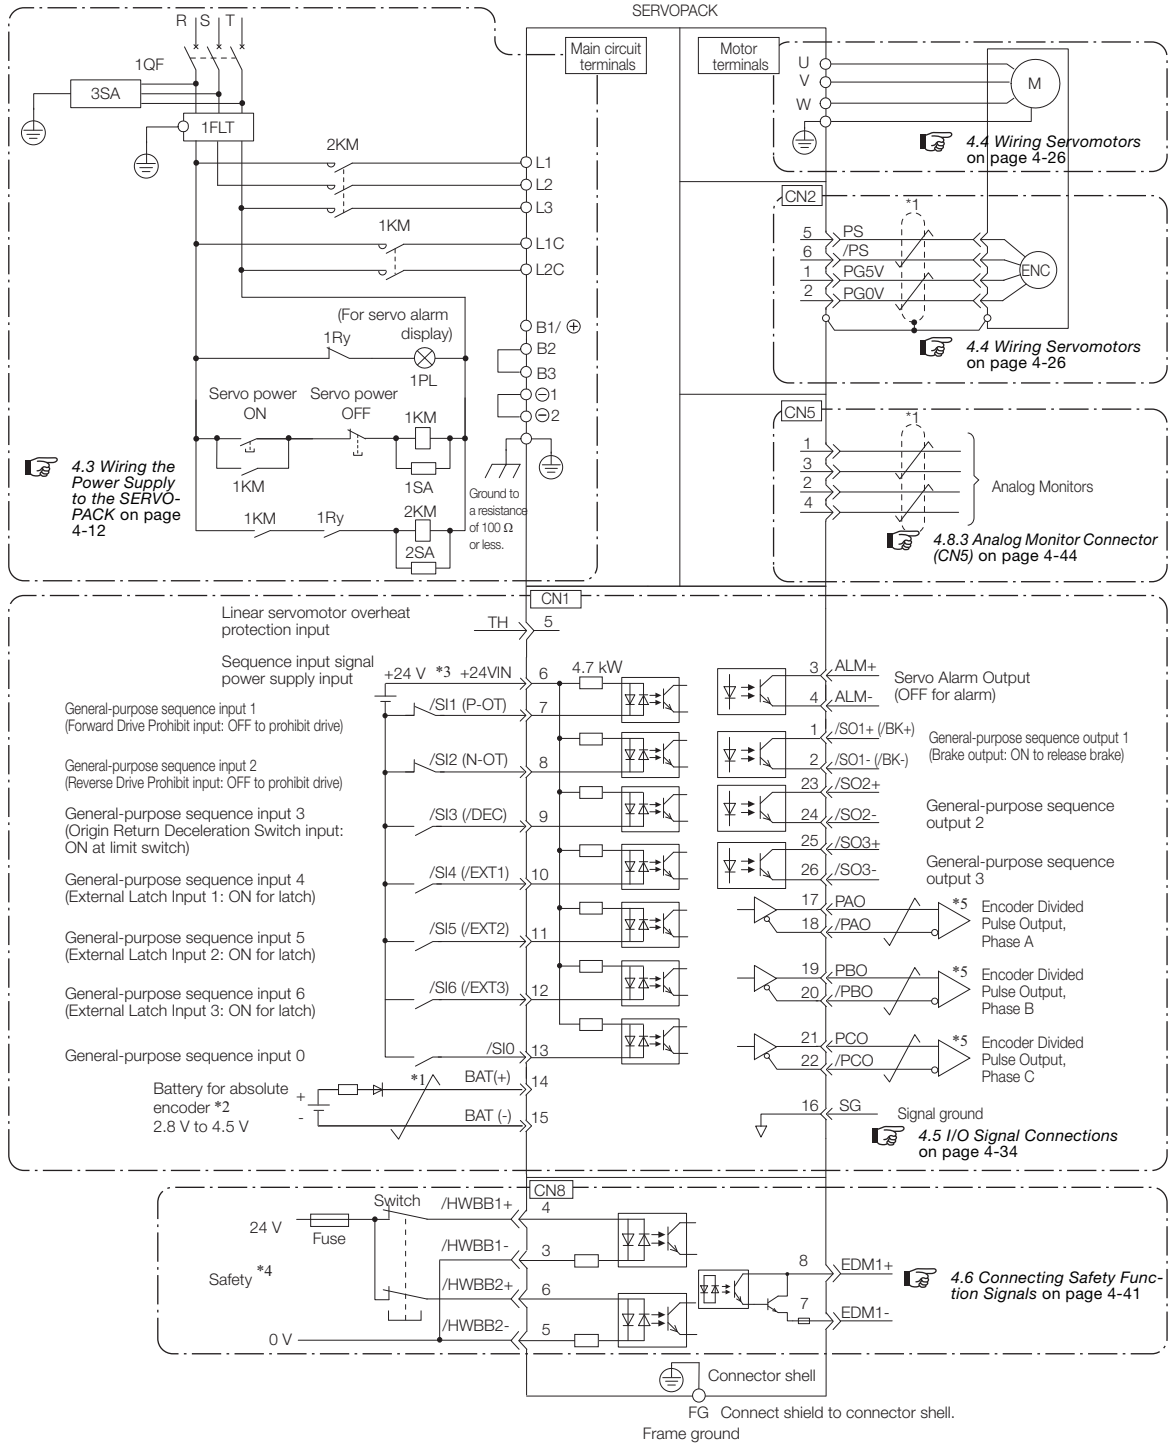 SERVOPACK
R S T
1QF
3SA
1FLT
Main circuit
terminals
2KM
L1
L2
L3
1KM
L1C
L2C
(For servo alarm
display)
1Ry
1PL
B1/ ⊕
B2
B3
⊖1
⊖2
Servo power
ON
Servo power
OFF
1KM
1KM
1SA
Ground to
a resistance
of 100 Ω
or less.
1KM
1Ry
2KM
2SA
4.3 Wiring the
Power Supply
to the SERVO-
PACK on page
4-12
Motor
terminals
U
V
W
M
4.4 Wiring Servomotors
on page 4-26
CN2
*1
5 PS
6 /PS
1 PG5V
2 PG0V
ENC
4.4 Wiring Servomotors
on page 4-26
CN5
*1
1
3
2
4
Analog Monitors
4.8.3 Analog Monitor Connector
(CN5) on page 4-44
CN1
Linear servomotor overheat
protection input
TH 5
Sequence input signal
power supply input
+24 V *3 +24VIN 6 4.7 kW
General-purpose sequence input 1
(Forward Drive Prohibit input: OFF to prohibit drive)
/SI1 (P-OT) 7
General-purpose sequence input 2
(Reverse Drive Prohibit input: OFF to prohibit drive)
/SI2 (N-OT) 8
General-purpose sequence input 3
(Origin Return Deceleration Switch input:
ON at limit switch)
/SI3 (/DEC) 9
General-purpose sequence input 4
(External Latch Input 1: ON for latch)
/SI4 (/EXT1) 10
General-purpose sequence input 5
(External Latch Input 2: ON for latch)
/SI5 (/EXT2) 11
General-purpose sequence input 6
(External Latch Input 3: ON for latch)
/SI6 (/EXT3) 12
General-purpose sequence input 0
/SI0 13
Battery for absolute
encoder *2
2.8 V to 4.5 V
+
-
*1
BAT(+) 14
BAT (-) 15
3 ALM+
4 ALM-
Servo Alarm Output
(OFF for alarm)
1 /SO1+ (/BK+)
2 /SO1- (/BK-)
General-purpose sequence output 1
(Brake output: ON to release brake)
23 /SO2+
24 /SO2-
General-purpose sequence
output 2
25 /SO3+
26 /SO3-
General-purpose sequence
output 3
17 PAO
18 /PAO
*5 Encoder Divided
Pulse Output,
Phase A
19 PBO
20 /PBO
*5 Encoder Divided
Pulse Output,
Phase B
21 PCO
22 /PCO
*5 Encoder Divided
Pulse Output,
Phase C
16 SG
Signal ground
4.5 I/O Signal Connections
on page 4-34
CN8
Switch
24 V
Fuse
Safety *4
0 V
/HWBB1+ 4
/HWBB1- 3
/HWBB2+ 6
/HWBB2- 5
8 EDM1+
7 EDM1-
4.6 Connecting Safety Func-
tion Signals on page 4-41
Connector shell
FG Connect shield to connector shell.
Frame ground